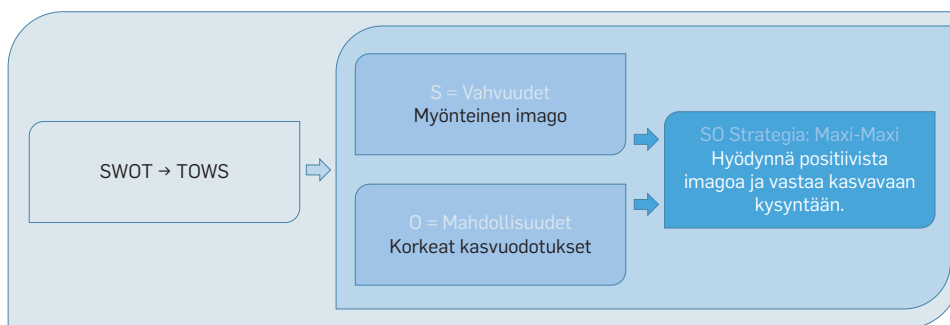 SWOT → TOWS
S = Vahvuudet
Myönteinen imago
O = Mahdollisuudet
Korkeat kasvuodotukset
SO Strategia: Maxi-Maxi
Hyödynnä positiivista
imagoa ja vastaa kasvavaan
kysyntään.